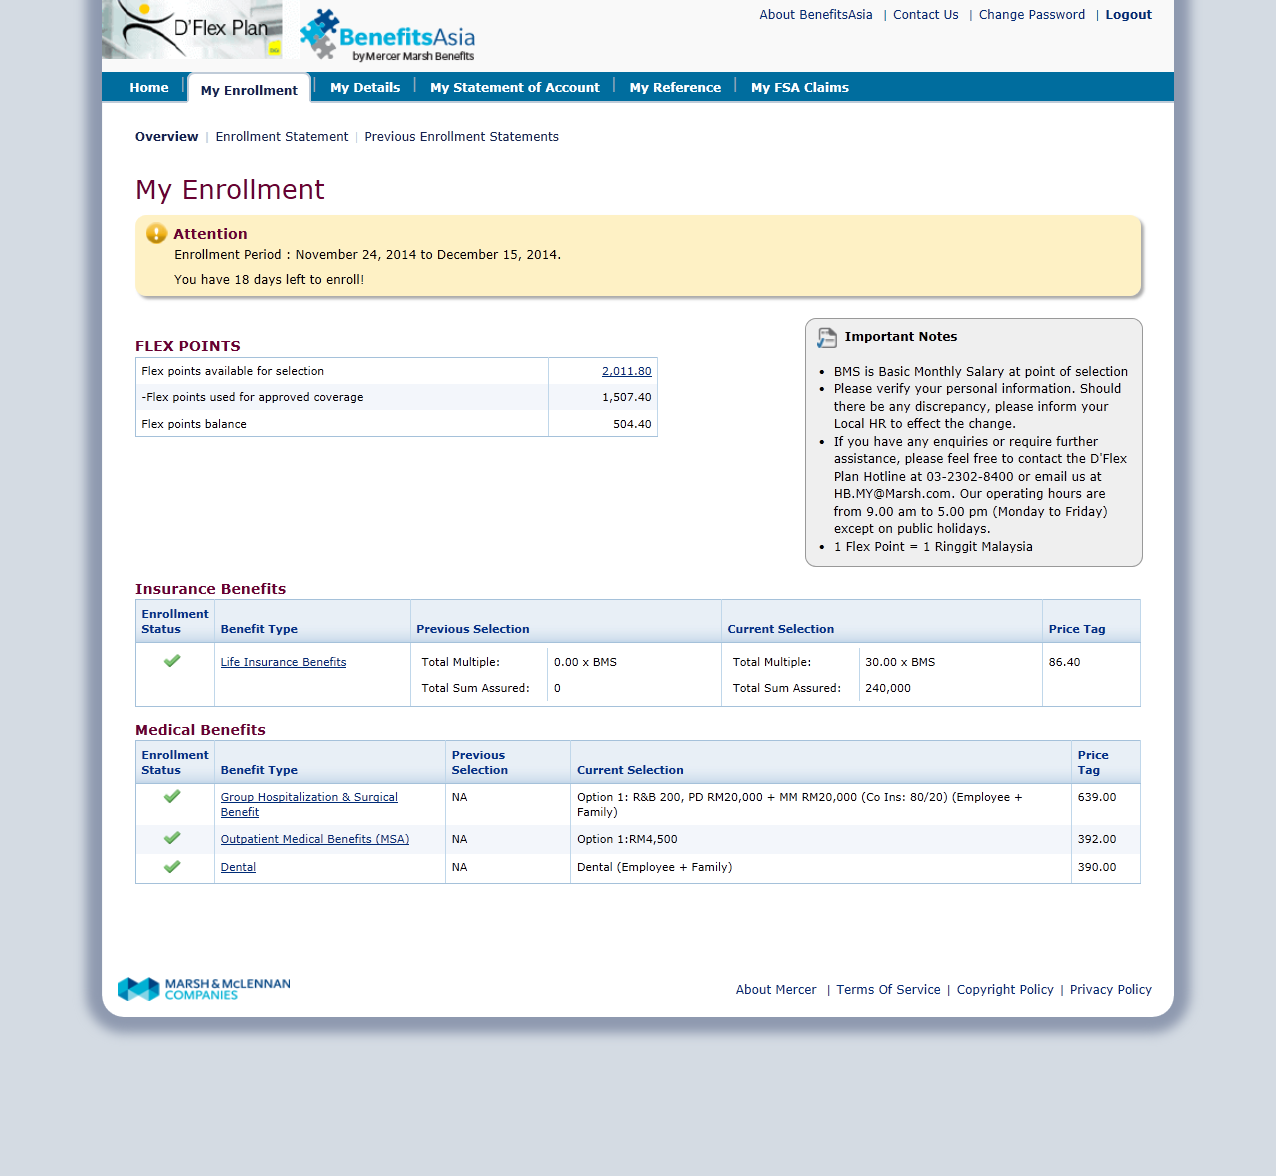 D'Flex Plan
BenefitsAsia
by Mercer Marsh Benefits
About BenefitsAsia | Contact Us | Change Password | Logout
Home | My Enrollment | My Details | My Statement of Account | My Reference | My FSA Claims
Overview | Enrollment Statement | Previous Enrollment Statements
My Enrollment
Attention
Enrollment Period : November 24, 2014 to December 15, 2014.
You have 18 days left to enroll!
FLEX POINTS
Flex points available for selection 2,011.80
-Flex points used for approved coverage 1,507.40
Flex points balance 504.40
Important Notes
• BMS is Basic Monthly Salary at point of selection
• Please verify your personal information. Should
there be any discrepancy, please inform your
Local HR to effect the change.
• If you have any enquiries or require further
assistance, please feel free to contact the D'Flex
Plan Hotline at 03-2302-8400 or email us at
HB.MY@Marsh.com. Our operating hours are
from 9.00 am to 5.00 pm (Monday to Friday)
except on public holidays.
• 1 Flex Point = 1 Ringgit Malaysia
Insurance Benefits
Enrollment
Status Benefit Type Previous Selection Current Selection Price Tag
Life Insurance Benefits Total Multiple: 0.00 x BMS Total Multiple: 30.00 x BMS 86.40
Total Sum Assured: 0 Total Sum Assured: 240,000
Medical Benefits
Enrollment Previous Price
Status Benefit Type Selection Current Selection Tag
Group Hospitalization & Surgical NA Option 1: R&B 200, PD RM20,000 + MM RM20,000 (Co Ins: 80/20) (Employee + 639.00
Benefit Family)
Outpatient Medical Benefits (MSA) NA Option 1:RM4,500 392.00
Dental NA Dental (Employee + Family) 390.00
MARSH & McLENNAN
COMPANIES
About Mercer | Terms Of Service | Copyright Policy | Privacy Policy